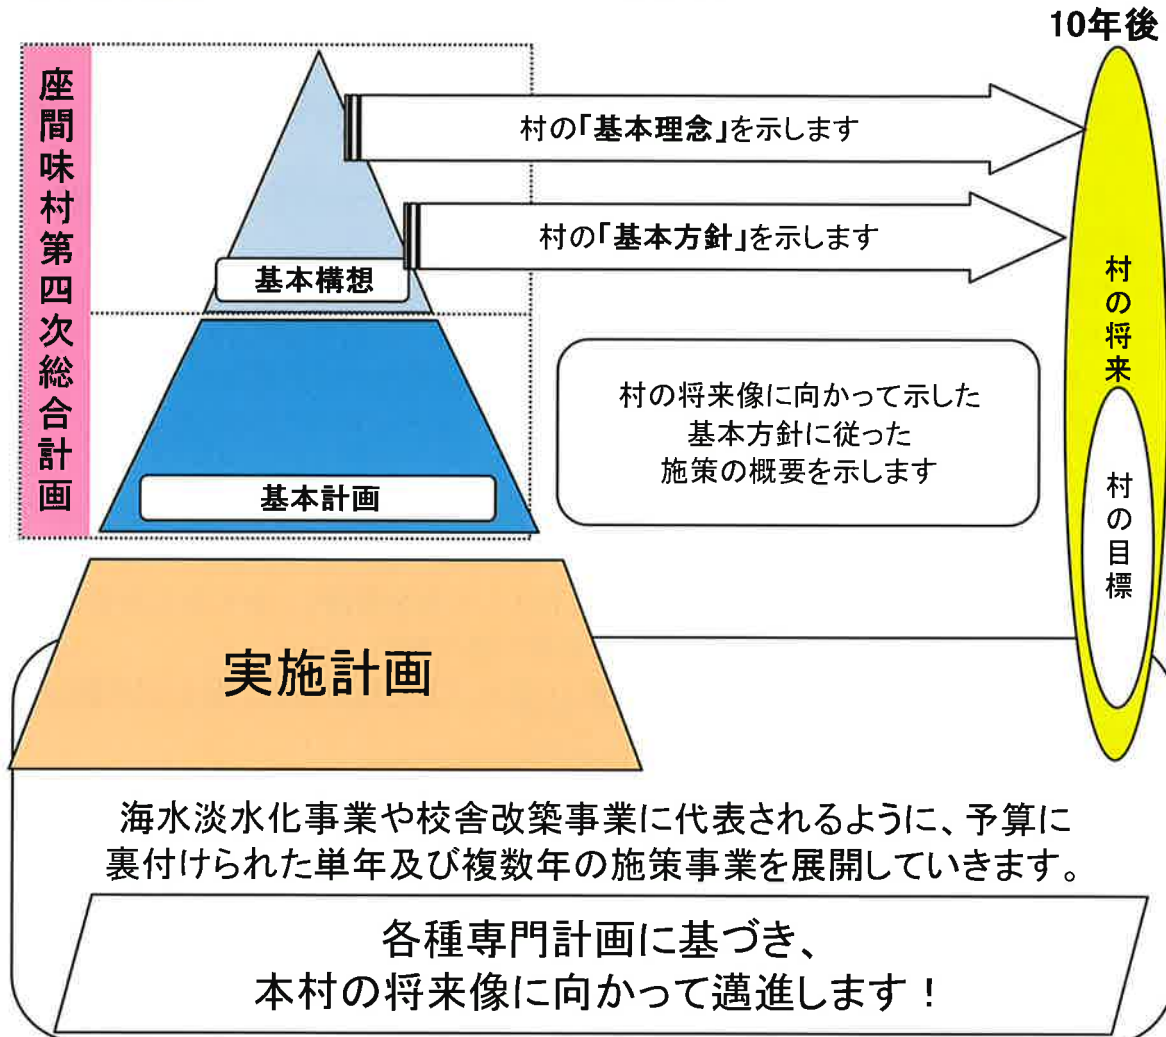 10年後
座間味村第四次総合計画
村の「基本理念」を示します
村の「基本方針」を示します
基本構想
村の将来
村の将来像に向かって示した
基本方針に従った
施策の概要を示します
基本計画
村の目標
実施計画
海水淡水化事業や校舎改築事業に代表されるように、予算に
裏付けられた単年及び複数年の施策事業を展開していきます。
各種専門計画に基づき、
本村の将来像に向かって邁進します！